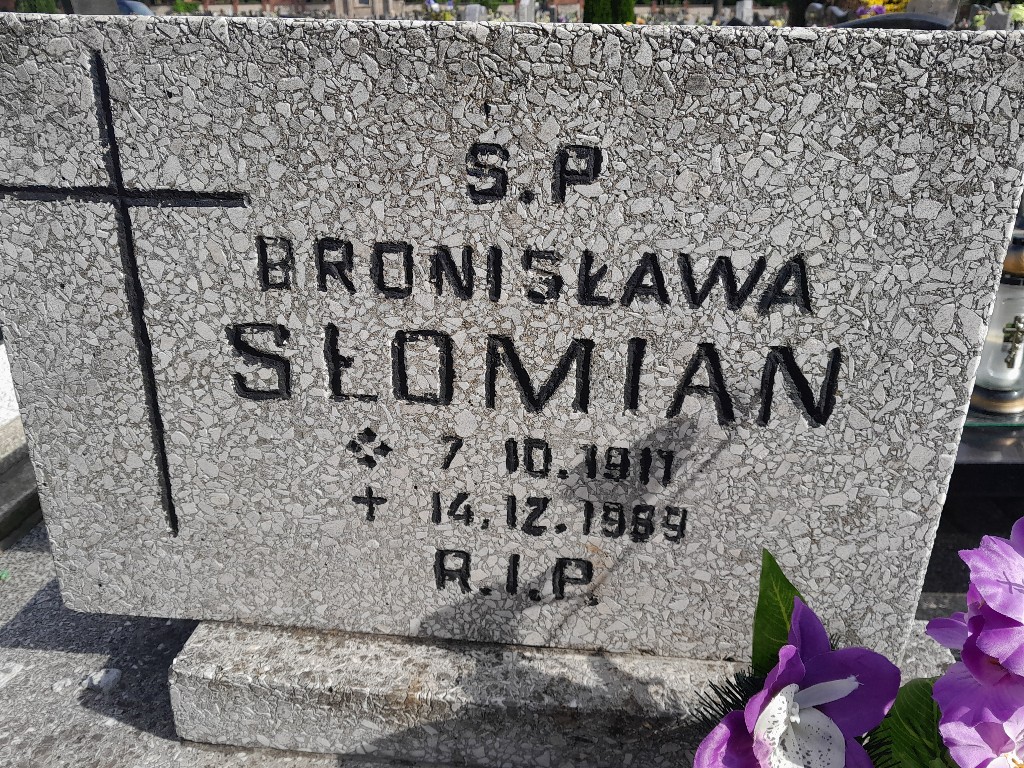 Ś.P
BRONISŁAWA
SŁOMIAN
7 10.1911
14.12.1989
R.I.P.